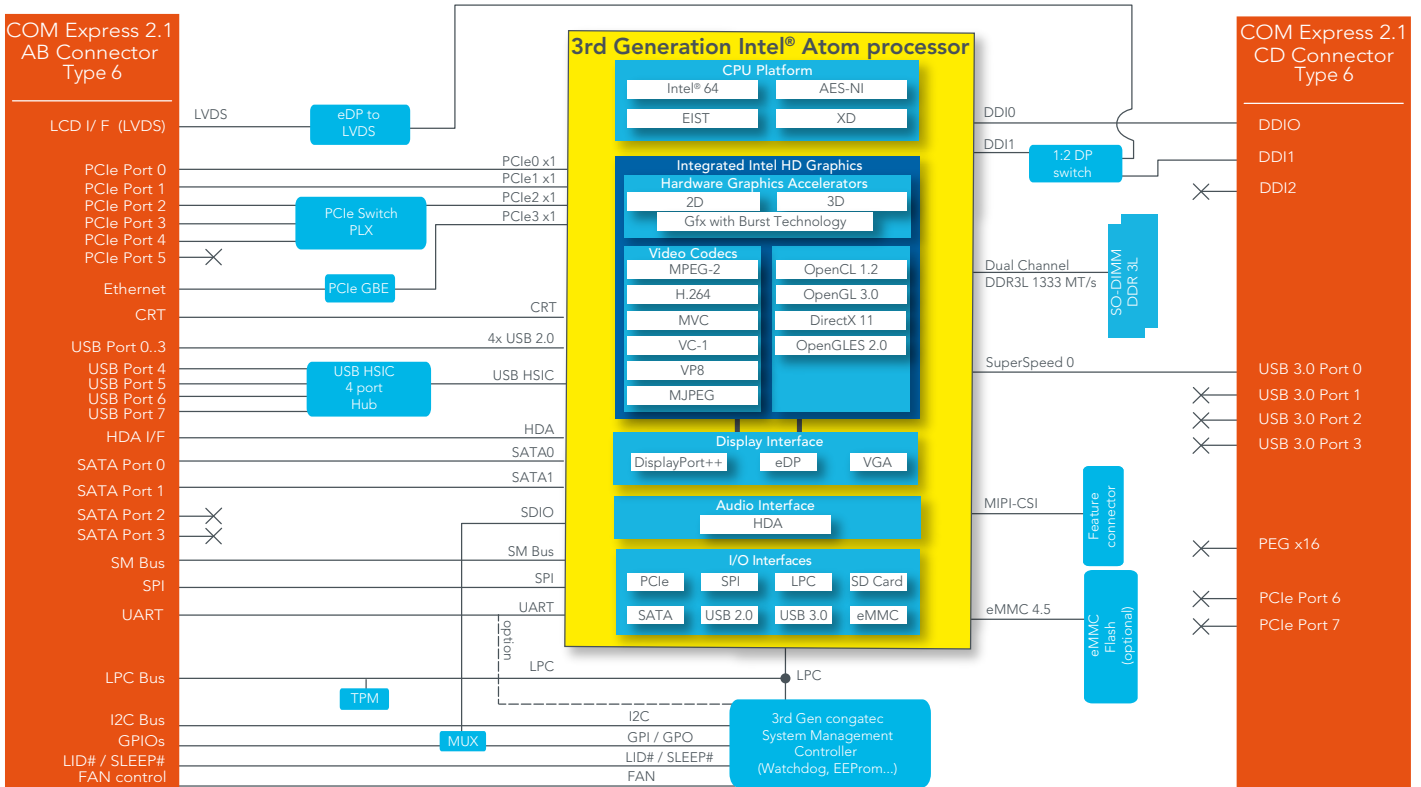 COM Express 2.1
AB Connector
Type 6
LCD I/ F (LVDS)
PCIe Port 0
PCIe Port 1
PCIe Port 2
PCIe Port 3
PCIe Port 4
PCIe Port 5
Ethernet
CRT
USB Port 0..3
USB Port 4
USB Port 5
USB Port 6
USB Port 7
HDA I/F
SATA Port 0
SATA Port 1
SATA Port 2
SATA Port 3
SM Bus
SPI
UART
LPC Bus
I2C Bus
GPIOs
LID# / SLEEP#
FAN control
LVDS
eDP to
LVDS
PCIe Switch
PLX
PCIe GBE
USB HSIC
4 port
Hub
TPM
MUX
PCIe0 x1
PCIe1 x1
PCIe2 x1
PCIe3 x1
CRT
4x USB 2.0
USB HSIC
HDA
SATA0
SATA1
SDIO
SM Bus
SPI
UART
option
LPC
I2C
GPI / GPO
LID# / SLEEP#
FAN
3rd Generation Intel® Atom processor
CPU Platform
Intel® 64
AES-NI
EIST
XD
Integrated Intel HD Graphics
Hardware Graphics Accelerators
2D
3D
Gfx with Burst Technology
Video Codecs
MPEG-2
H.264
MVC
VC-1
VP8
MJPEG
OpenCL 1.2
OpenGL 3.0
DirectX 11
OpenGLES 2.0
Display Interface
DisplayPort++
eDP
VGA
Audio Interface
HDA
I/O Interfaces
PCIe
SPI
LPC
SD Card
SATA
USB 2.0
USB 3.0
eMMC
LPC
3rd Gen congatec
System Management
Controller
(Watchdog, EEProm...)
DDI0
DDI1
1:2 DP
switch
Dual Channel
DDR3L 1333 MT/s
SO-DIMM
DDR 3L
SuperSpeed 0
MIPI-CSI
Feature
connector
eMMC 4.5
eMMC
Flash
(optional)
COM Express 2.1
CD Connector
Type 6
DDIO
DDI1
DDI2
USB 3.0 Port 0
USB 3.0 Port 1
USB 3.0 Port 2
USB 3.0 Port 3
PEG x16
PCIe Port 6
PCIe Port 7